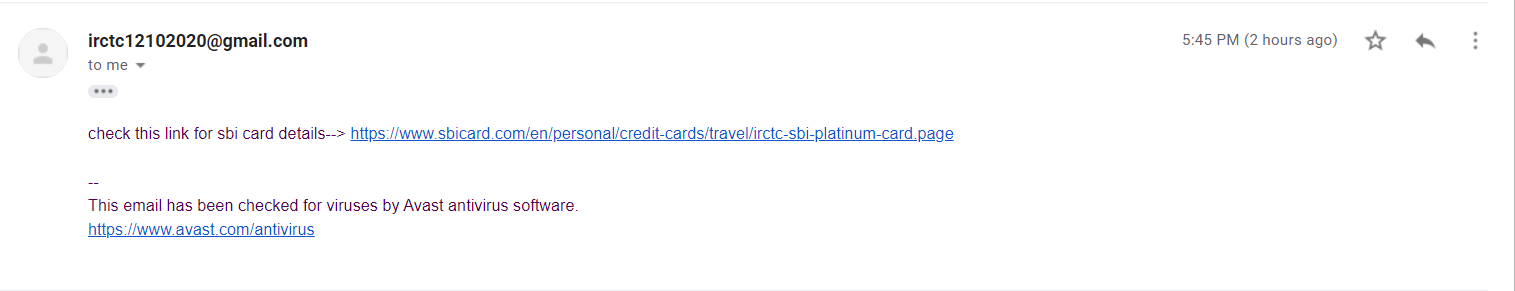 irctc12102020@gmail.com
5:45 PM (2 hours ago)
to me
check this link for sbi card details--> https://www.sbicard.com/en/personal/credit-cards/travel/irctc-sbi-platinum-card.page
--
This email has been checked for viruses by Avast antivirus software.
https://www.avast.com/antivirus